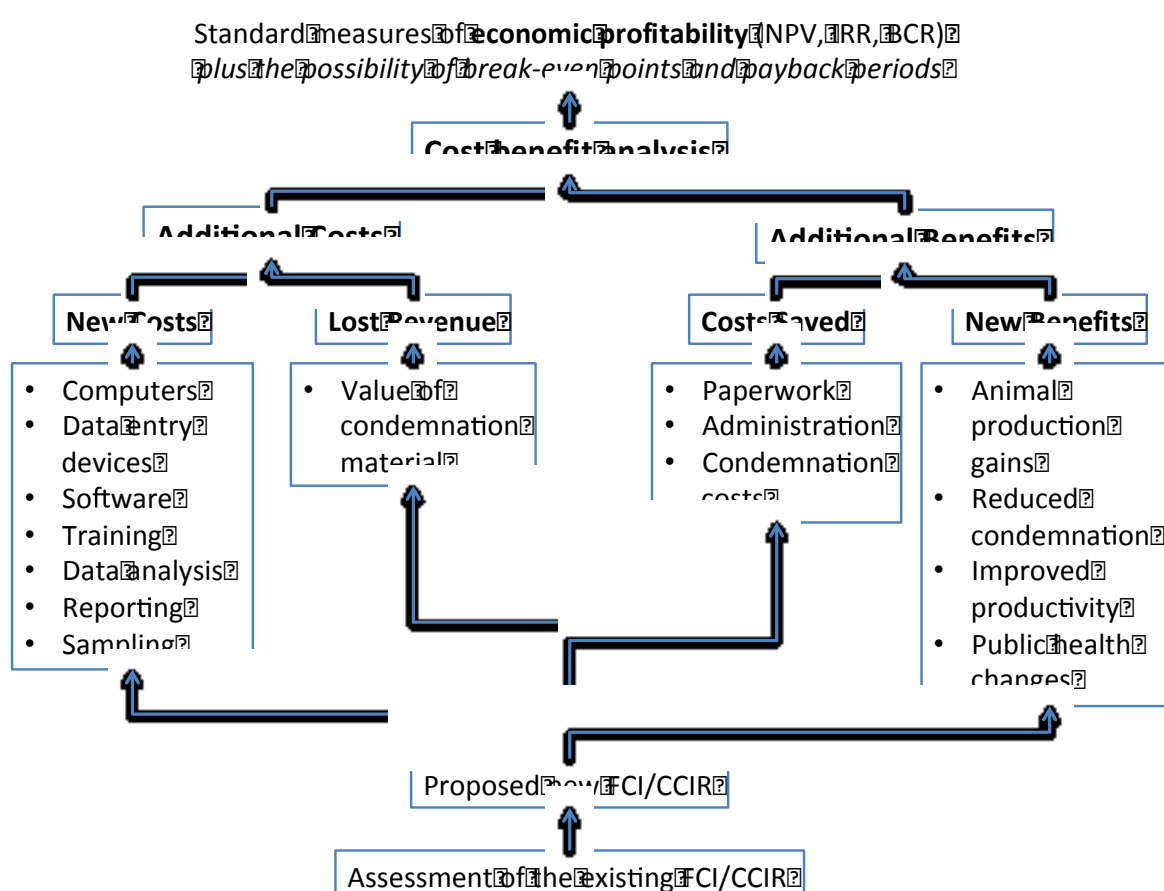 Standard measures of economic profitability (NPV, IRR, BCR)
plus the possibility of break-even points and payback periods
Cost benefit analysis
Additional Costs
Additional Benefits
New Costs
Lost Revenue
Costs Saved
New Benefits
• Computers
• Data entry
devices
• Software
• Training
• Data analysis
• Reporting
• Sampling
• Value of
condemnation
material
• Paperwork
• Administration
• Condemnation
costs
• Animal
production
gains
• Reduced
condemnation
• Improved
productivity
• Public health
changes
Proposed new FCI/CCIR
Assessment of the existing FCI/CCIR